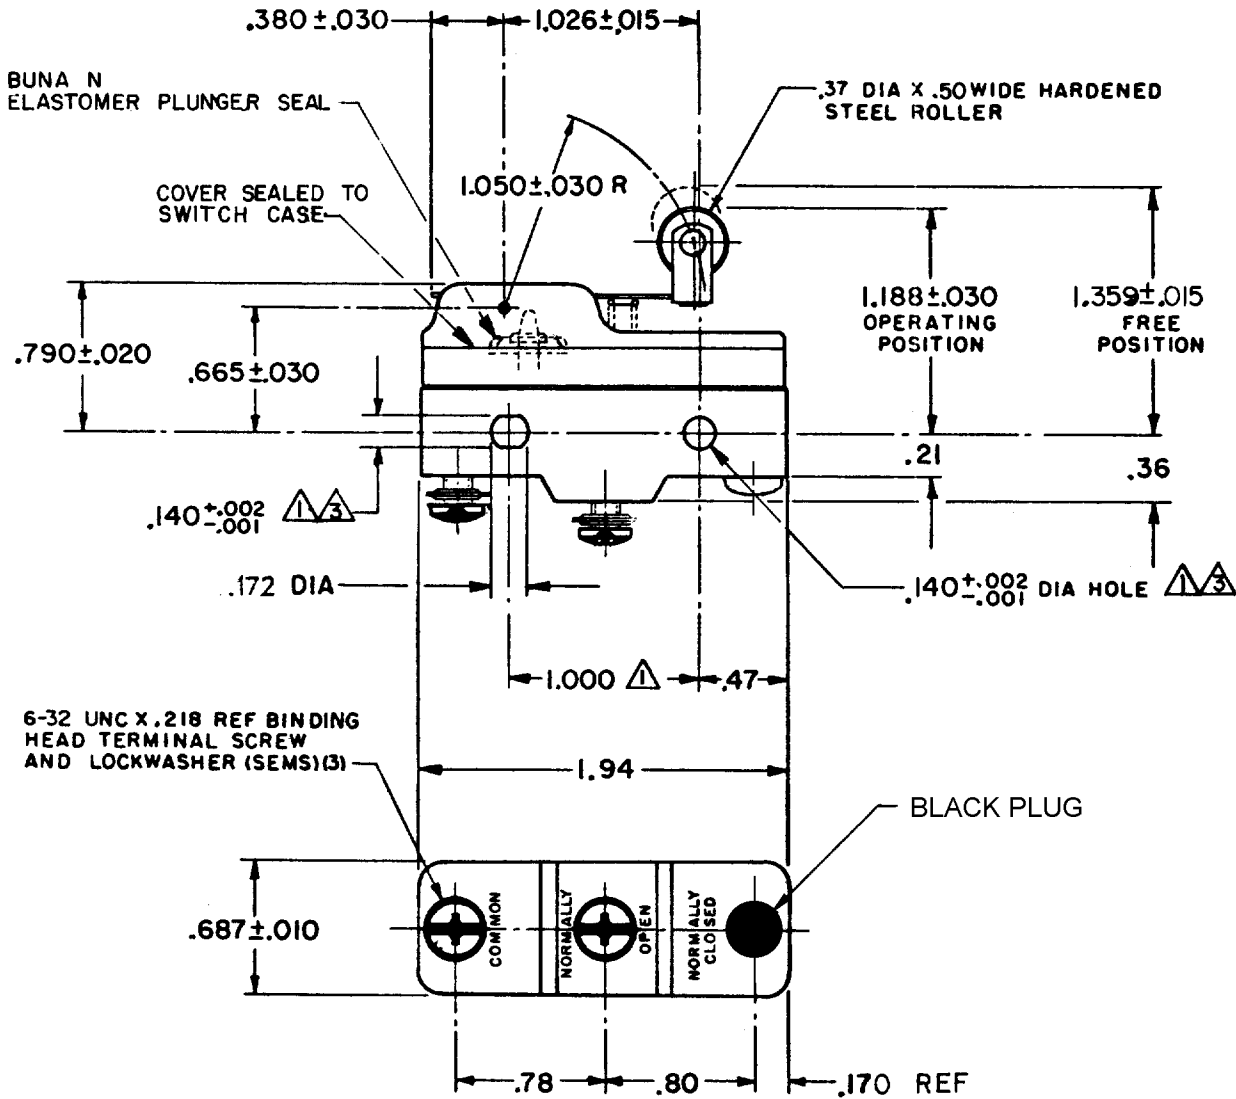 .380±.030
1.026±.015
BUNA N
ELASTOMER PLUNGER SEAL
.37 DIA X .50 WIDE HARDENED
STEEL ROLLER
COVER SEALED TO
SWITCH CASE
1.050±.030 R
1.188±.030
OPERATING
POSITION
1.359±.015
FREE
POSITION
.790±.020
.665±.030
.21
.36
.140+.002
-.001
1
3
.172 DIA
.140+.002
-.001 DIA HOLE
1
3
1.000
1
.47
6-32 UNC X .218 REF BINDING
HEAD TERMINAL SCREW
AND LOCKWASHER (SEMS)(3)
1.94
BLACK PLUG
.687±.010
COMMON
NORMALLY
OPEN
NORMALLY
CLOSED
.78
.80
.170 REF